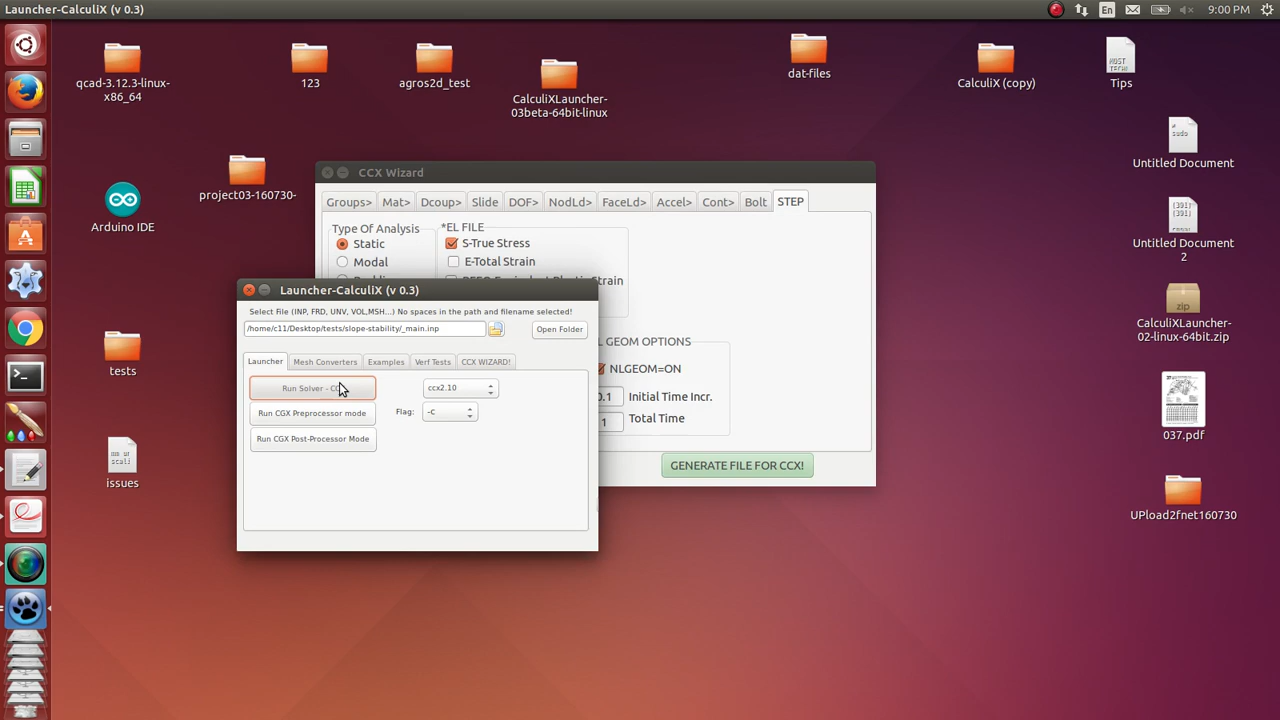 Launcher-CalculiX (v 0.3)
En
9:00 PM
qcad-3.12.3-linux-
x86_64
123
agros2d_test
CalculiXLauncher-
03beta-64bit-linux
dat-files
CalculiX (copy)
Tips
project03-160730-
Arduino IDE
tests
issues
Untitled Document
Untitled Document
2
zip
CalculiXLauncher-
02-linux-64bit.zip
037.pdf
UPload2fnet160730
CCX Wizard
Groups>
Mat>
Dcoup>
Slide
DOF>
NodLd>
FaceLd>
Accel>
Cont>
Bolt
STEP
Type Of Analysis
Static
Modal
*EL FILE
S-True Stress
E-Total Strain
Strain
GEOM OPTIONS
NLGEOM=ON
Initial Time Incr.
1
Total Time
GENERATE FILE FOR CCX!
Launcher-CalculiX (v 0.3)
Select File (INP, FRD, UNV, VOL,MSH...) No spaces in the path and filename selected!
/home/c11/Desktop/tests/slope-stability/_main.inp
Open Folder
Launcher
Mesh Converters
Examples
Verf Tests
CCX WIZARD!
Run Solver -
ccx2.10
Run CGX Preprocessor mode
Flag:
-c
Run CGX Post-Processor Mode